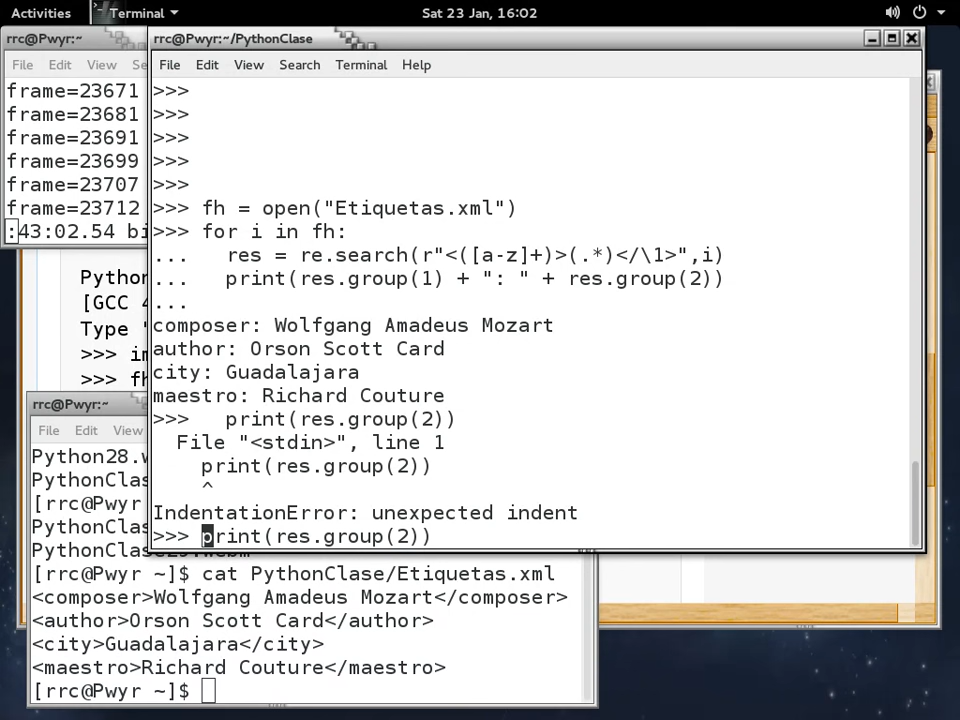 Activities
Terminal
Sat 23 Jan, 16:02
rrc@Pwyr:~
File Edit View Se
frame=23671
frame=23681
frame=23691
frame=23699
frame=23707
frame=23712
:43:02.54 bi
rrc@Pwyr:~/PythonClase
File Edit View Search Terminal Help
>>>
>>>
>>>
>>>
>>>
>>> fh = open("Etiquetas.xml")
>>> for i in fh:
... res = re.search(r"<([a-z]+)>(.*)</\1>",i)
... print(res.group(1) + ": " + res.group(2))
...
composer: Wolfgang Amadeus Mozart
author: Orson Scott Card
city: Guadalajara
maestro: Richard Couture
>>> print(res.group(2))
File "<stdin>", line 1
print(res.group(2))
^
IndentationError: unexpected indent
>>> print(res.group(2))
Python
[GCC 4
Type "
>>> im
>>> fh
rrc@Pwyr:~
File Edit View
Python28.w
PythonClas
[rrc@Pwyr
PythonClas
[rrc@Pwyr ~]$ cat PythonClase/Etiquetas.xml
<composer>Wolfgang Amadeus Mozart</composer>
<author>Orson Scott Card</author>
<city>Guadalajara</city>
<maestro>Richard Couture</maestro>
[rrc@Pwyr ~]$